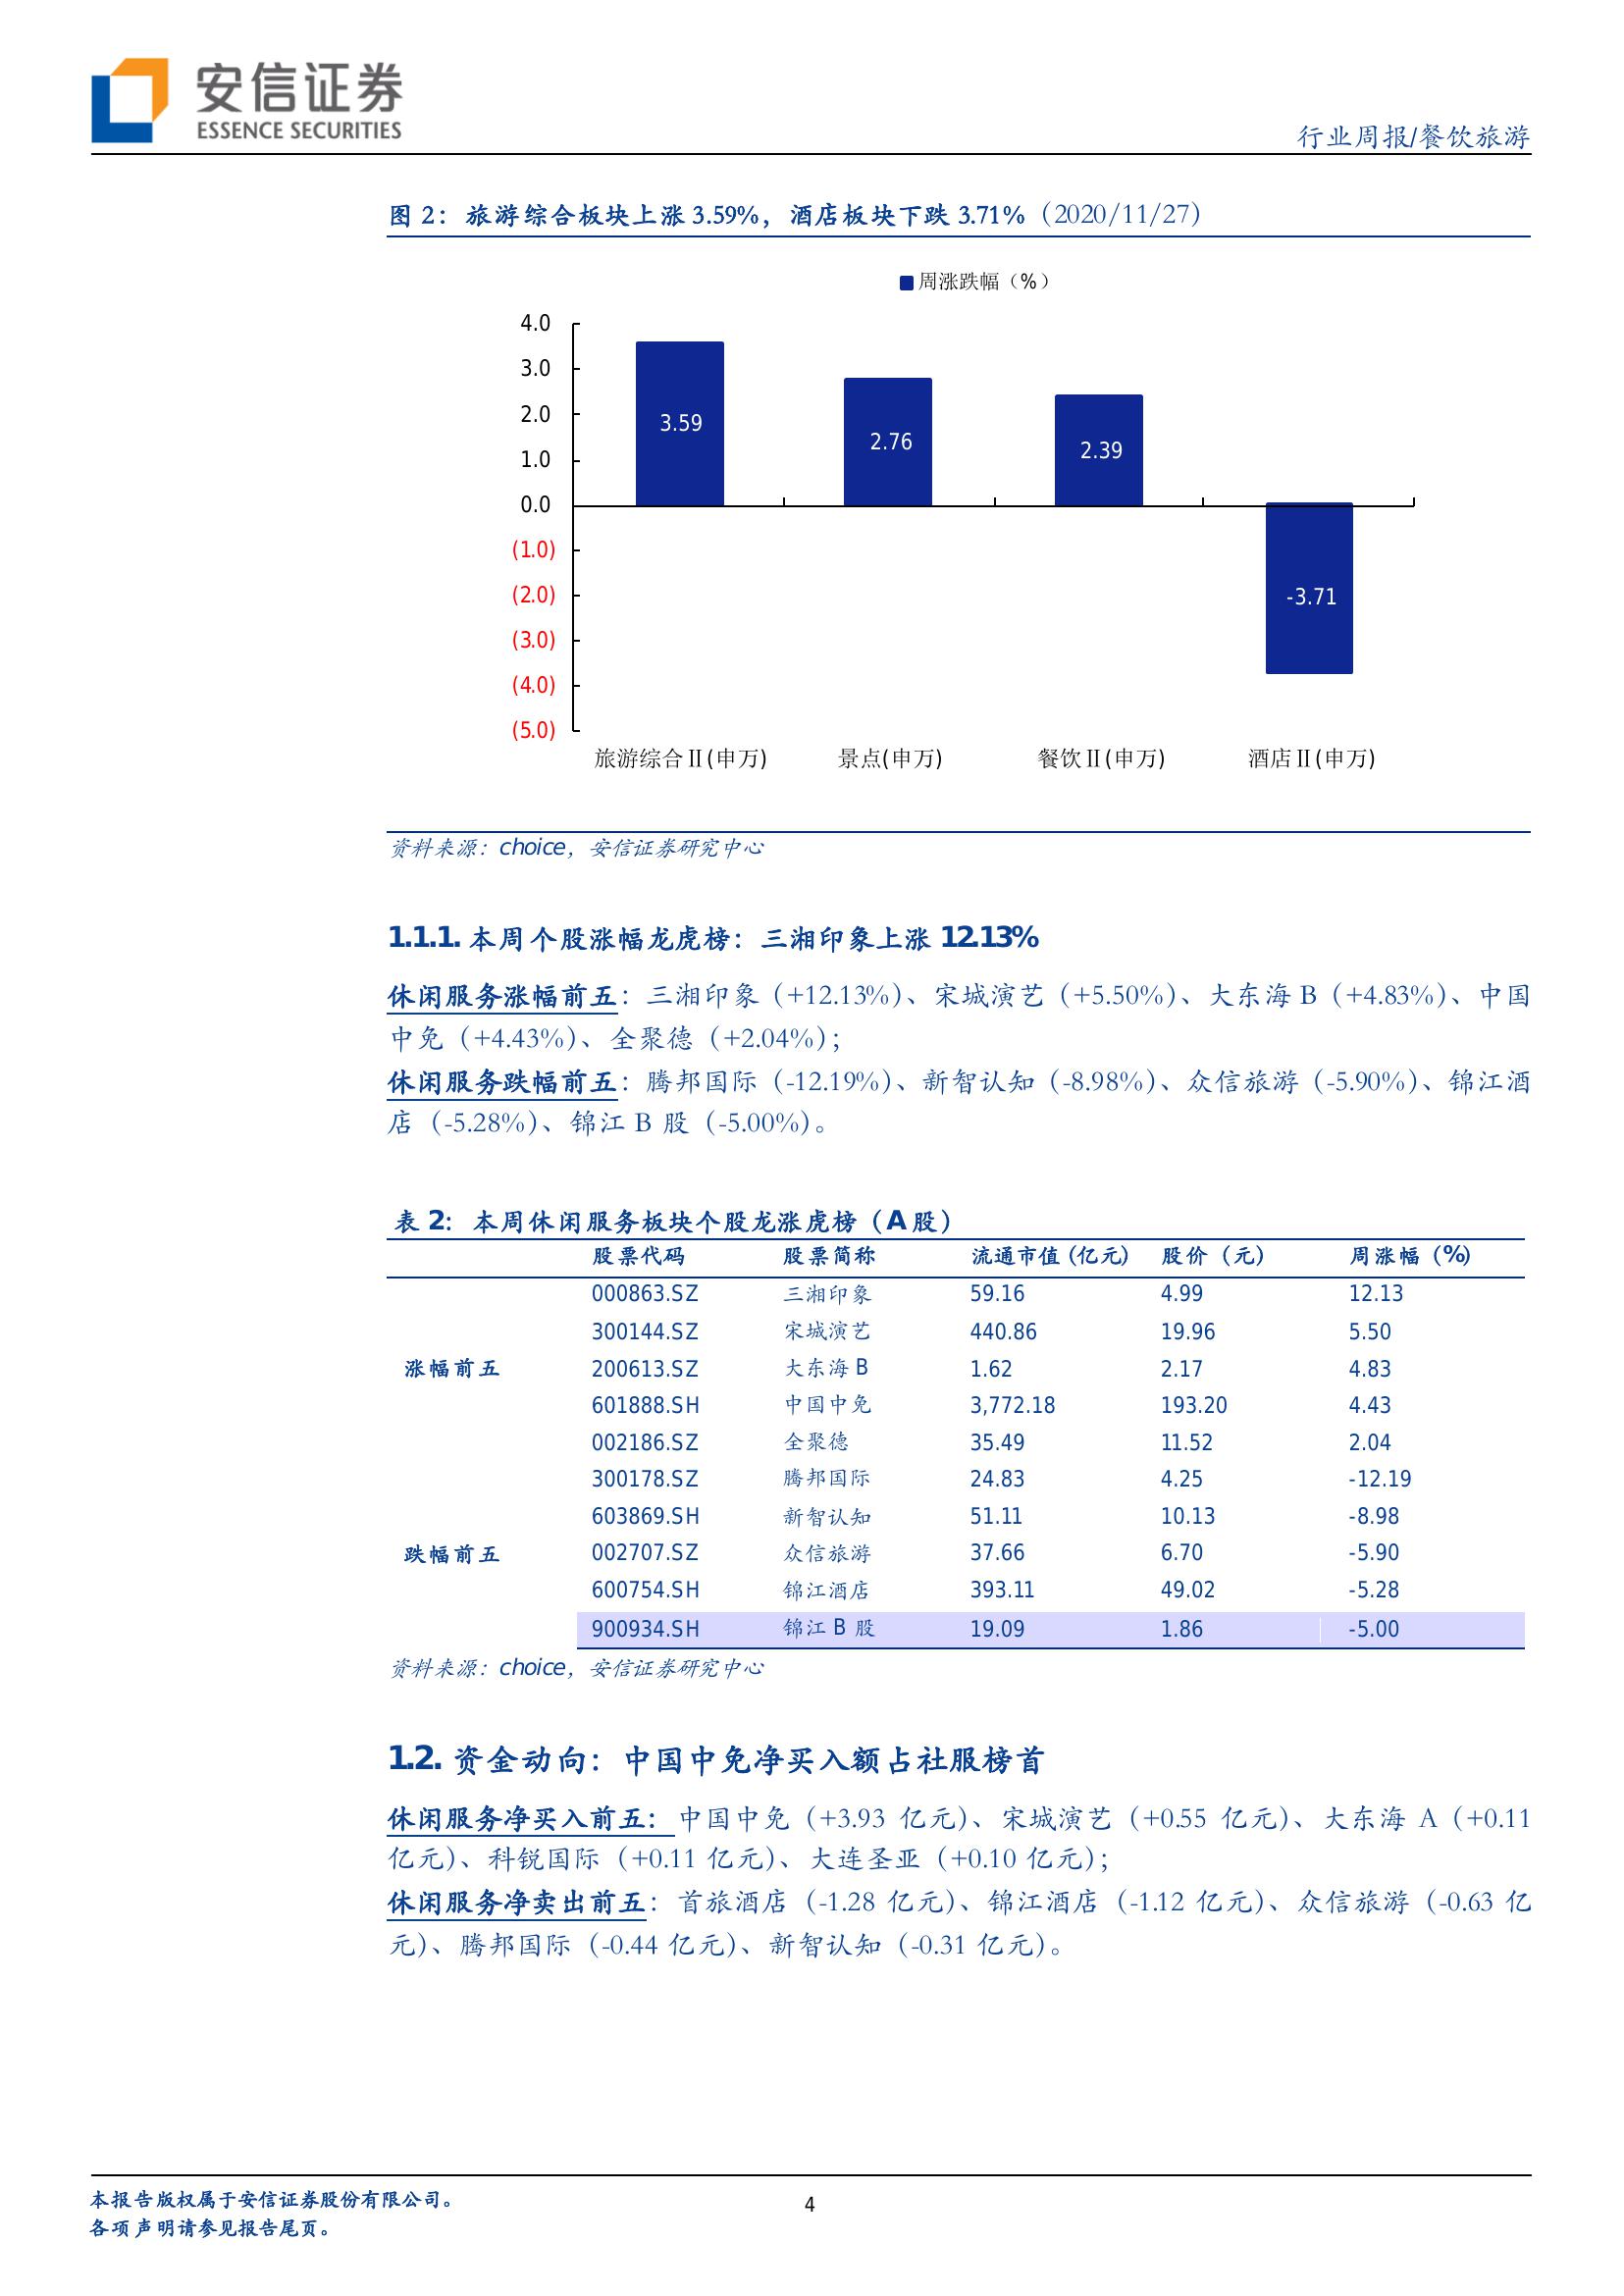 安信证券
ESSENCE SECURITIES
行业周报/餐饮旅游
图 2：旅游综合板块上涨 3.59%，酒店板块下跌 3.71%（2020/11/27）
周涨跌幅（%）
4.0
3.0
2.0
1.0
0.0
(1.0)
(2.0)
(3.0)
(4.0)
(5.0)
3.59
2.76
2.39
-3.71
旅游综合Ⅱ(申万) 景点(申万) 餐饮Ⅱ(申万) 酒店Ⅱ(申万)
资料来源：choice，安信证券研究中心
1.1.1. 本周个股涨幅龙虎榜：三湘印象上涨 12.13%
休闲服务涨幅前五：三湘印象（+12.13%）、宋城演艺（+5.50%）、大东海 B（+4.83%）、中国
中免（+4.43%）、全聚德（+2.04%）；
休闲服务跌幅前五：腾邦国际（-12.19%）、新智认知（-8.98%）、众信旅游（-5.90%）、锦江酒
店（-5.28%）、锦江 B 股（-5.00%）。
表 2：本周休闲服务板块个股龙涨虎榜（A 股）
股票代码 股票简称 流通市值 (亿元) 股价（元） 周涨幅（%）
000863.SZ 三湘印象 59.16 4.99 12.13
300144.SZ 宋城演艺 440.86 19.96 5.50
涨幅前五 200613.SZ 大东海 B 1.62 2.17 4.83
601888.SH 中国中免 3,772.18 193.20 4.43
002186.SZ 全聚德 35.49 11.52 2.04
300178.SZ 腾邦国际 24.83 4.25 -12.19
603869.SH 新智认知 51.11 10.13 -8.98
跌幅前五 002707.SZ 众信旅游 37.66 6.70 -5.90
600754.SH 锦江酒店 393.11 49.02 -5.28
900934.SH 锦江 B 股 19.09 1.86 -5.00
资料来源：choice，安信证券研究中心
1.2. 资金动向：中国中免净买入额占社服榜首
休闲服务净买入前五：中国中免（+3.93 亿元）、宋城演艺（+0.55 亿元）、大东海 A（+0.11
亿元）、科锐国际（+0.11 亿元）、大连圣亚（+0.10 亿元）；
休闲服务净卖出前五：首旅酒店（-1.28 亿元）、锦江酒店（-1.12 亿元）、众信旅游（-0.63 亿
元）、腾邦国际（-0.44 亿元）、新智认知（-0.31 亿元）。
本报告版权属于安信证券股份有限公司。
各项声明请参见报告尾页。
4